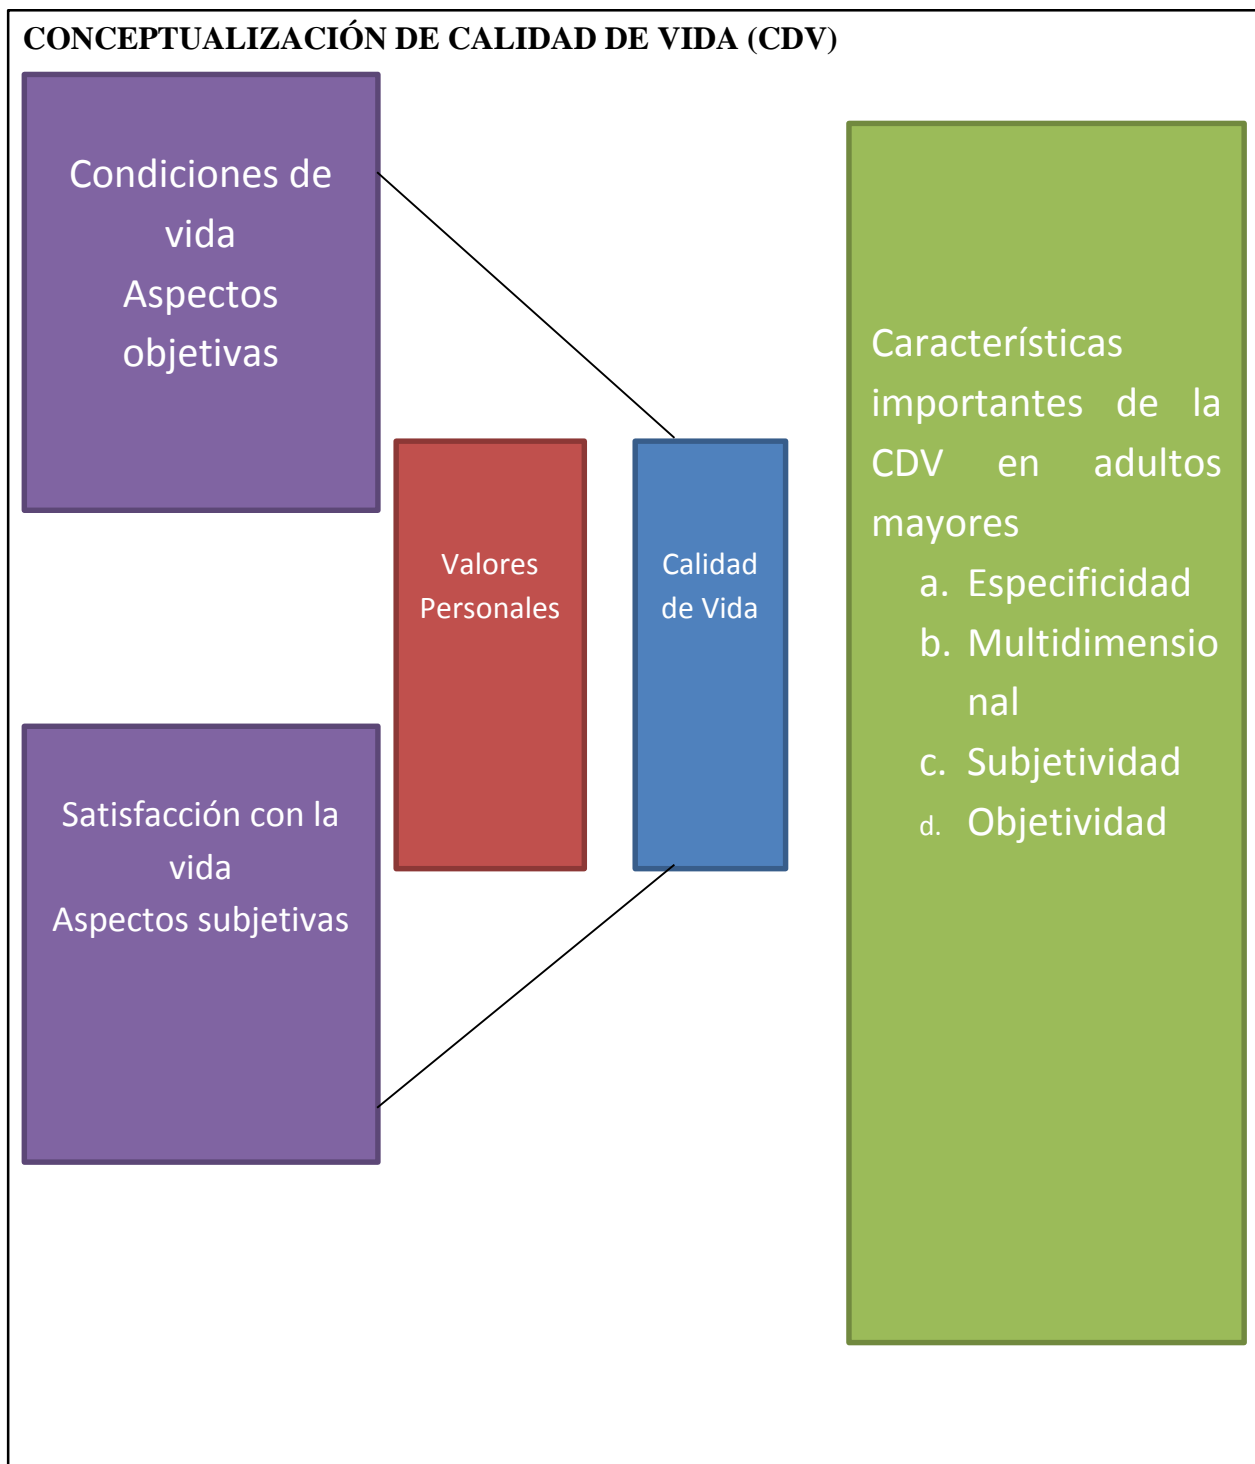 CONCEPTUALIZACIÓN DE CALIDAD DE VIDA (CDV)
Condiciones de
vida
Aspectos
objetivas
Satisfacción con la
vida
Aspectos subjetivas
Valores
Personales
Calidad
de Vida
Características
importantes de la
CDV en adultos
mayores
a. Especificidad
b. Multidimensio
nal
c. Subjetividad
d. Objetividad